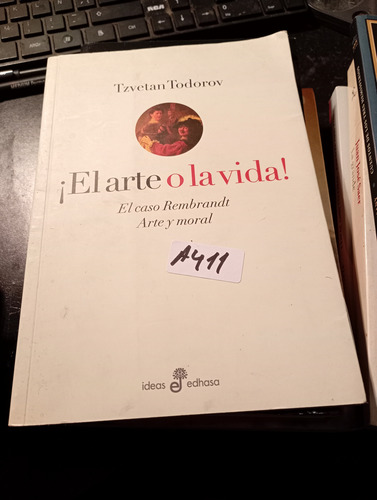 Tzvetan Todorov
¡El arte o la vida!
El caso Rembrandt
Arte y moral
A411
ideas edhasa